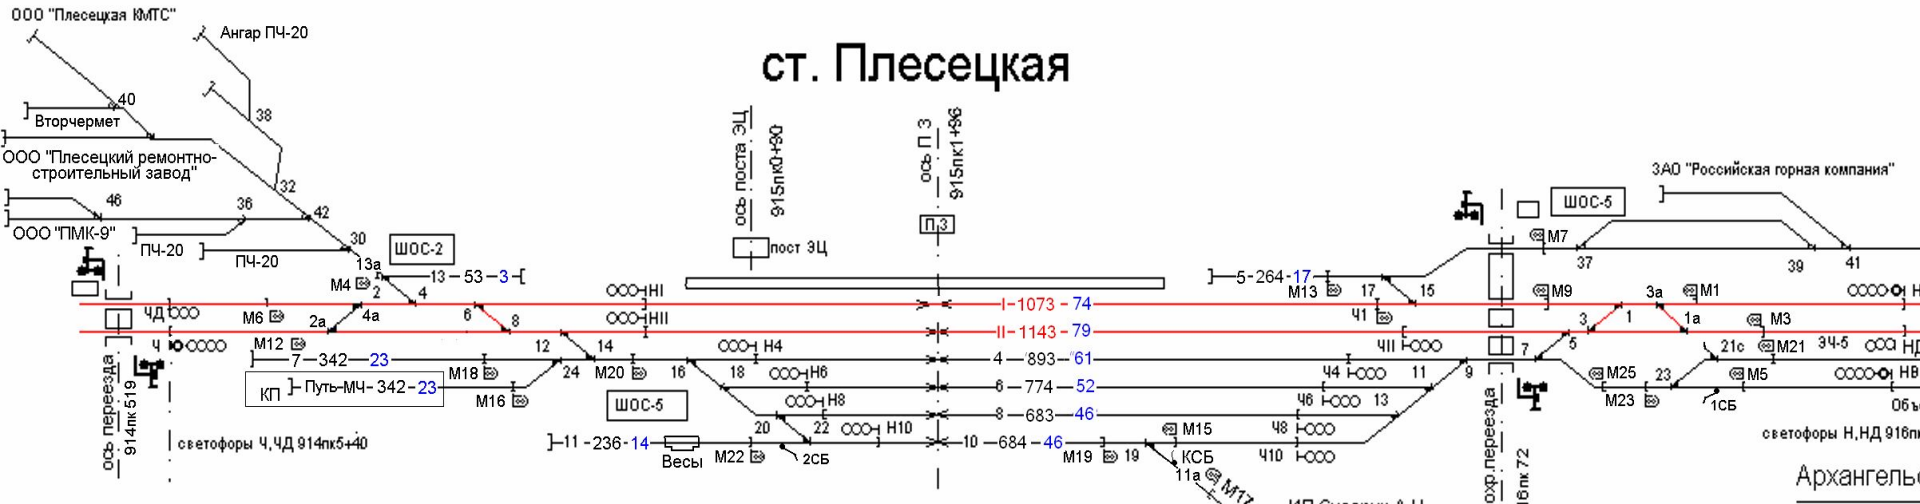 ООО "Плесецкая КМТС"
Ангар ПЧ-20
ст. Плесецкая
40
Вторчермет
38
ООО "Плесецкий ремонтно-
строительный завод"
32
46
36
42
ООО "ПМК-9"
ПЧ-20
ПЧ-20
30
13а
ШОС-2
М4
13 53 3
2
4
4а
2а
6
8
ось поста ЭЦ
915пк0+90
пост ЭЦ
ось П 3
915пк1+96
П 3
НI
НII
I-1073-74
II-1143-79
ЧД
Ч
М6
М12
7 342 23
КП
Путь-МЧ-342-23
12
14
24
М18
М16
М20
16
18
ШОС-5
Н4
Н6
Н8
Н10
4 893 61
6 774 52
8 683 46
10 684 46
11 236 14
Весы
М22
20
22
2СБ
ось переезда
914пк 519
светофоры Ч,ЧД 914пк5+40
5-264-17
М13
17
15
Ч1
ЧII
Ч4
Ч6
Ч8
Ч10
М15
М19
19
КСБ
11а
М17
11
13
9
7
ШОС-5
ЗАО "Российская горная компания"
М7
37
39
41
М9
3а
М1
1
1а
3
5
М3
М21
ЭЧ-5
21с
М25
М23
23
М5
1СБ
НВ
светофоры Н,НД 916пк